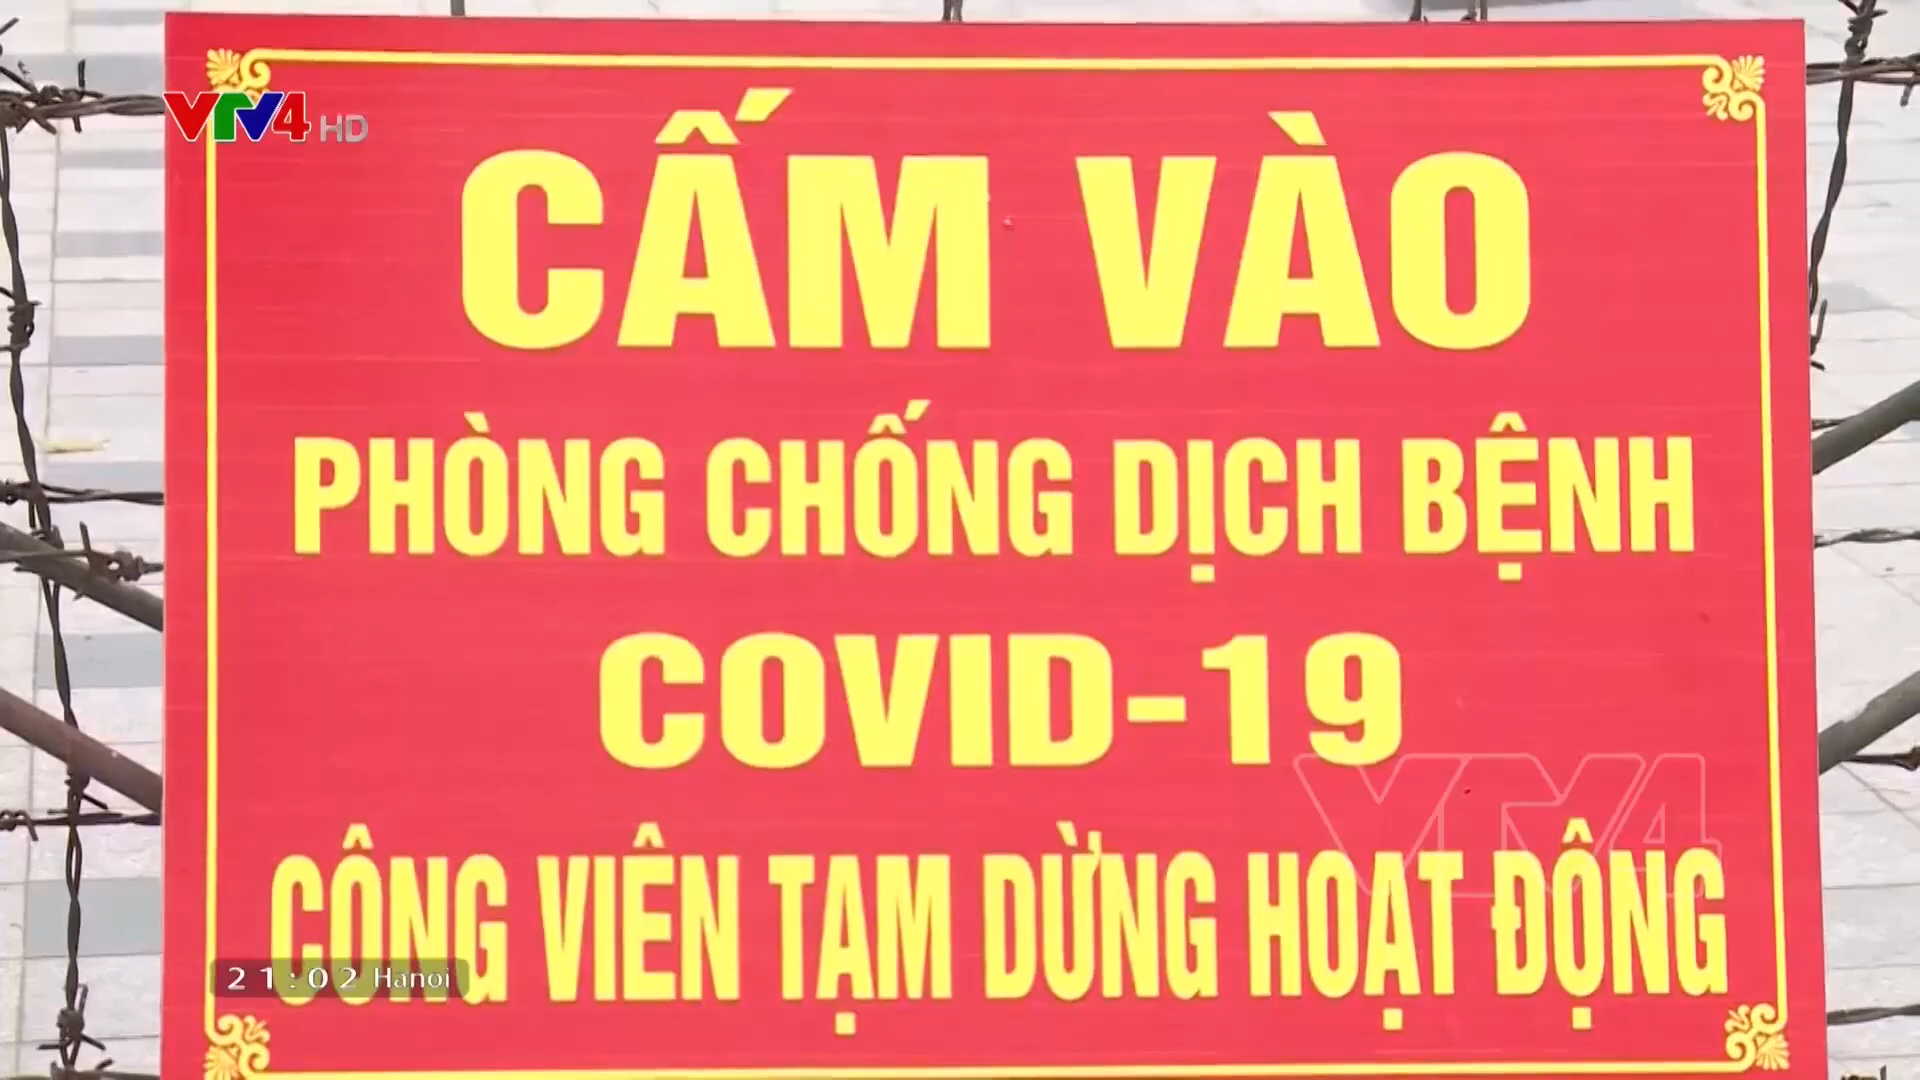 VTV4 HD
CẤM VÀO
PHÒNG CHỐNG DỊCH BỆNH
COVID-19
VTV4
CÔNG VIÊN TẠM DỪNG HOẠT ĐỘNG
21:02 Hanoi